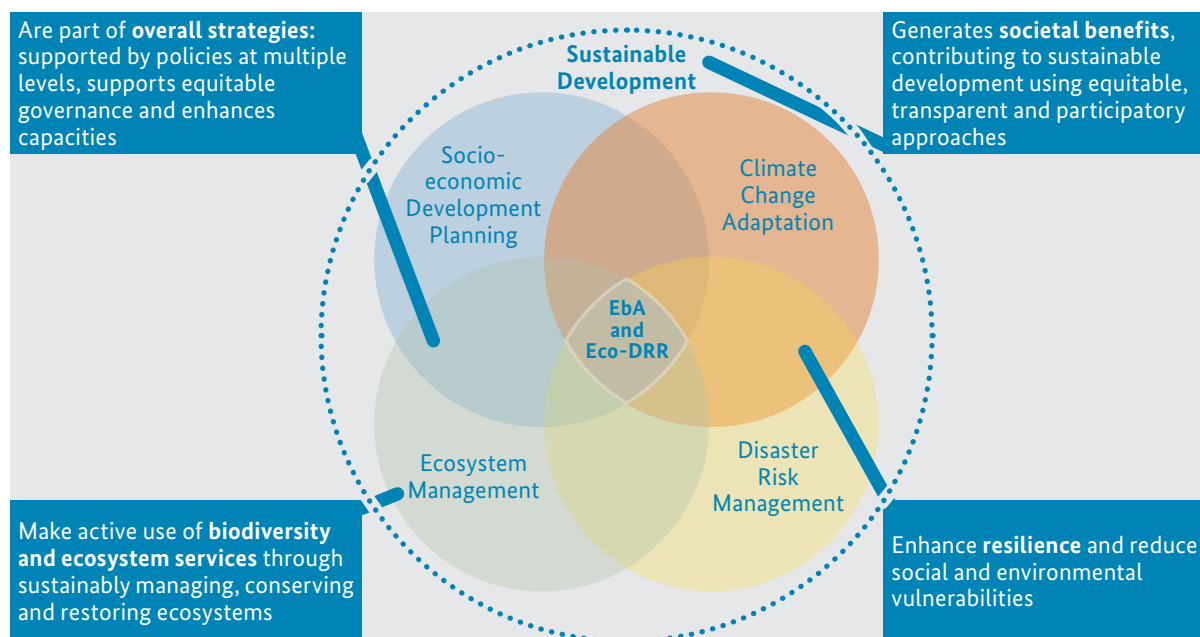 Are part of overall strategies:
supported by policies at multiple
levels, supports equitable
governance and enhances
capacities
Sustainable
Development
Generates societal benefits,
contributing to sustainable
development using equitable,
transparent and participatory
approaches
Socio-
economic
Development
Planning
Climate
Change
Adaptation
EbA
and
Eco-DRR
Ecosystem
Management
Disaster
Risk
Management
Make active use of biodiversity
and ecosystem services through
sustainably managing, conserving
and restoring ecosystems
Enhance resilience and reduce
social and environmental
vulnerabilities